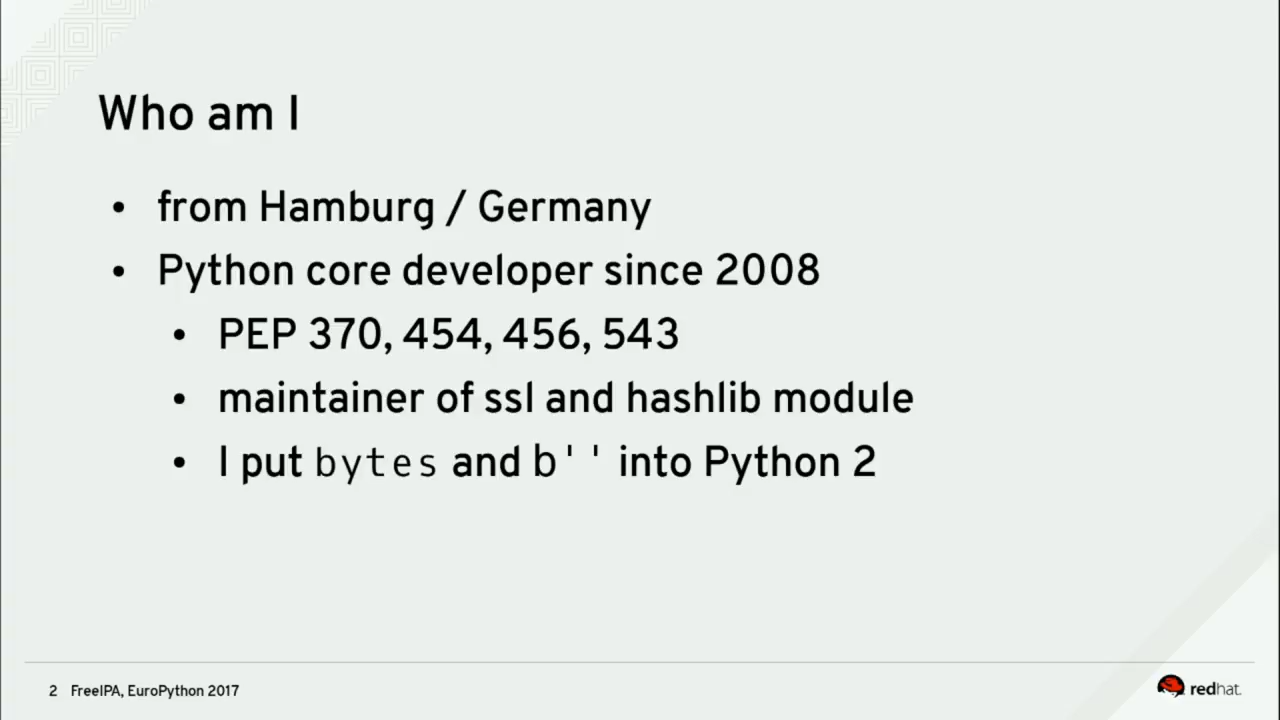 Who am I
• from Hamburg / Germany
• Python core developer since 2008
• PEP 370, 454, 456, 543
• maintainer of ssl and hashlib module
• I put bytes and b'' into Python 2
2 FreeIPA, EuroPython 2017
redhat.